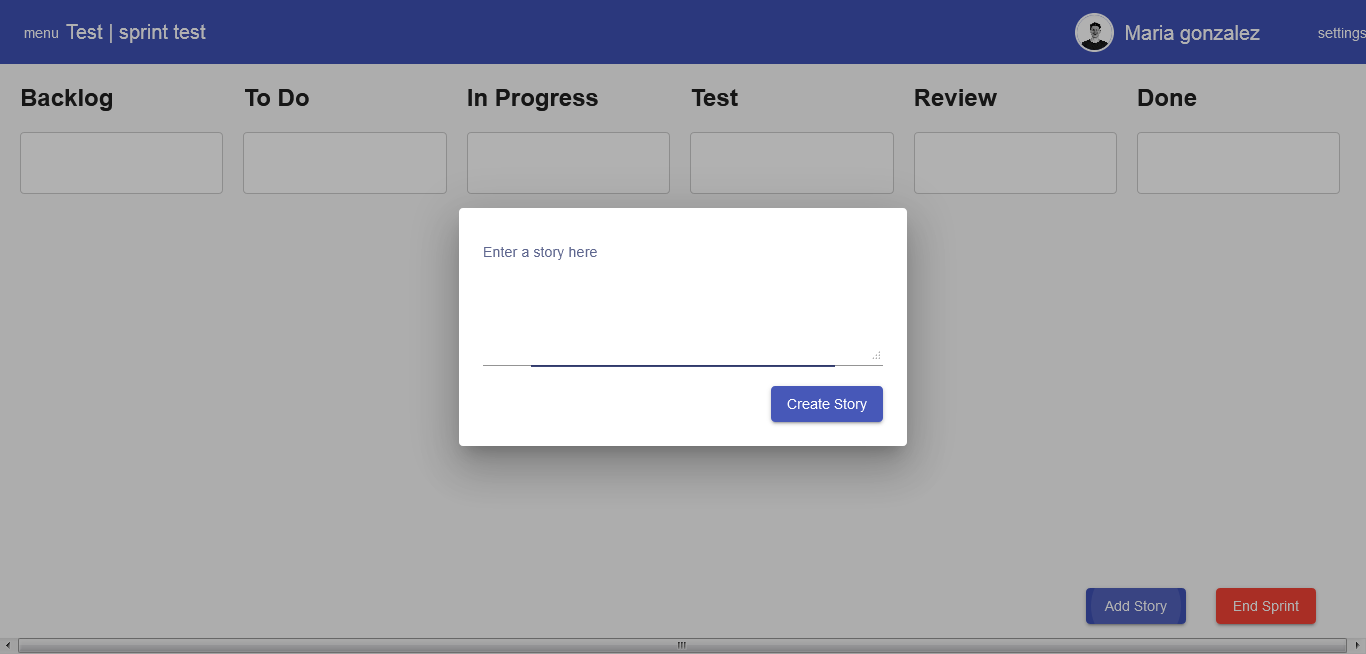 menu Test | sprint test
Maria gonzalez
settings
Backlog
To Do
In Progress
Test
Review
Done
Enter a story here
Create Story
Add Story
End Sprint